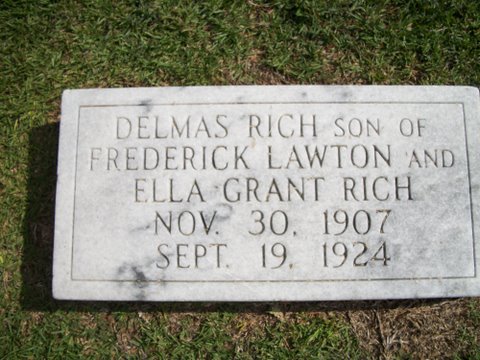 DELMAS RICH SON OF
FREDERICK LAWTON AND
ELLA GRANT RICH
NOV. 30, 1907
SEPT. 19, 1924